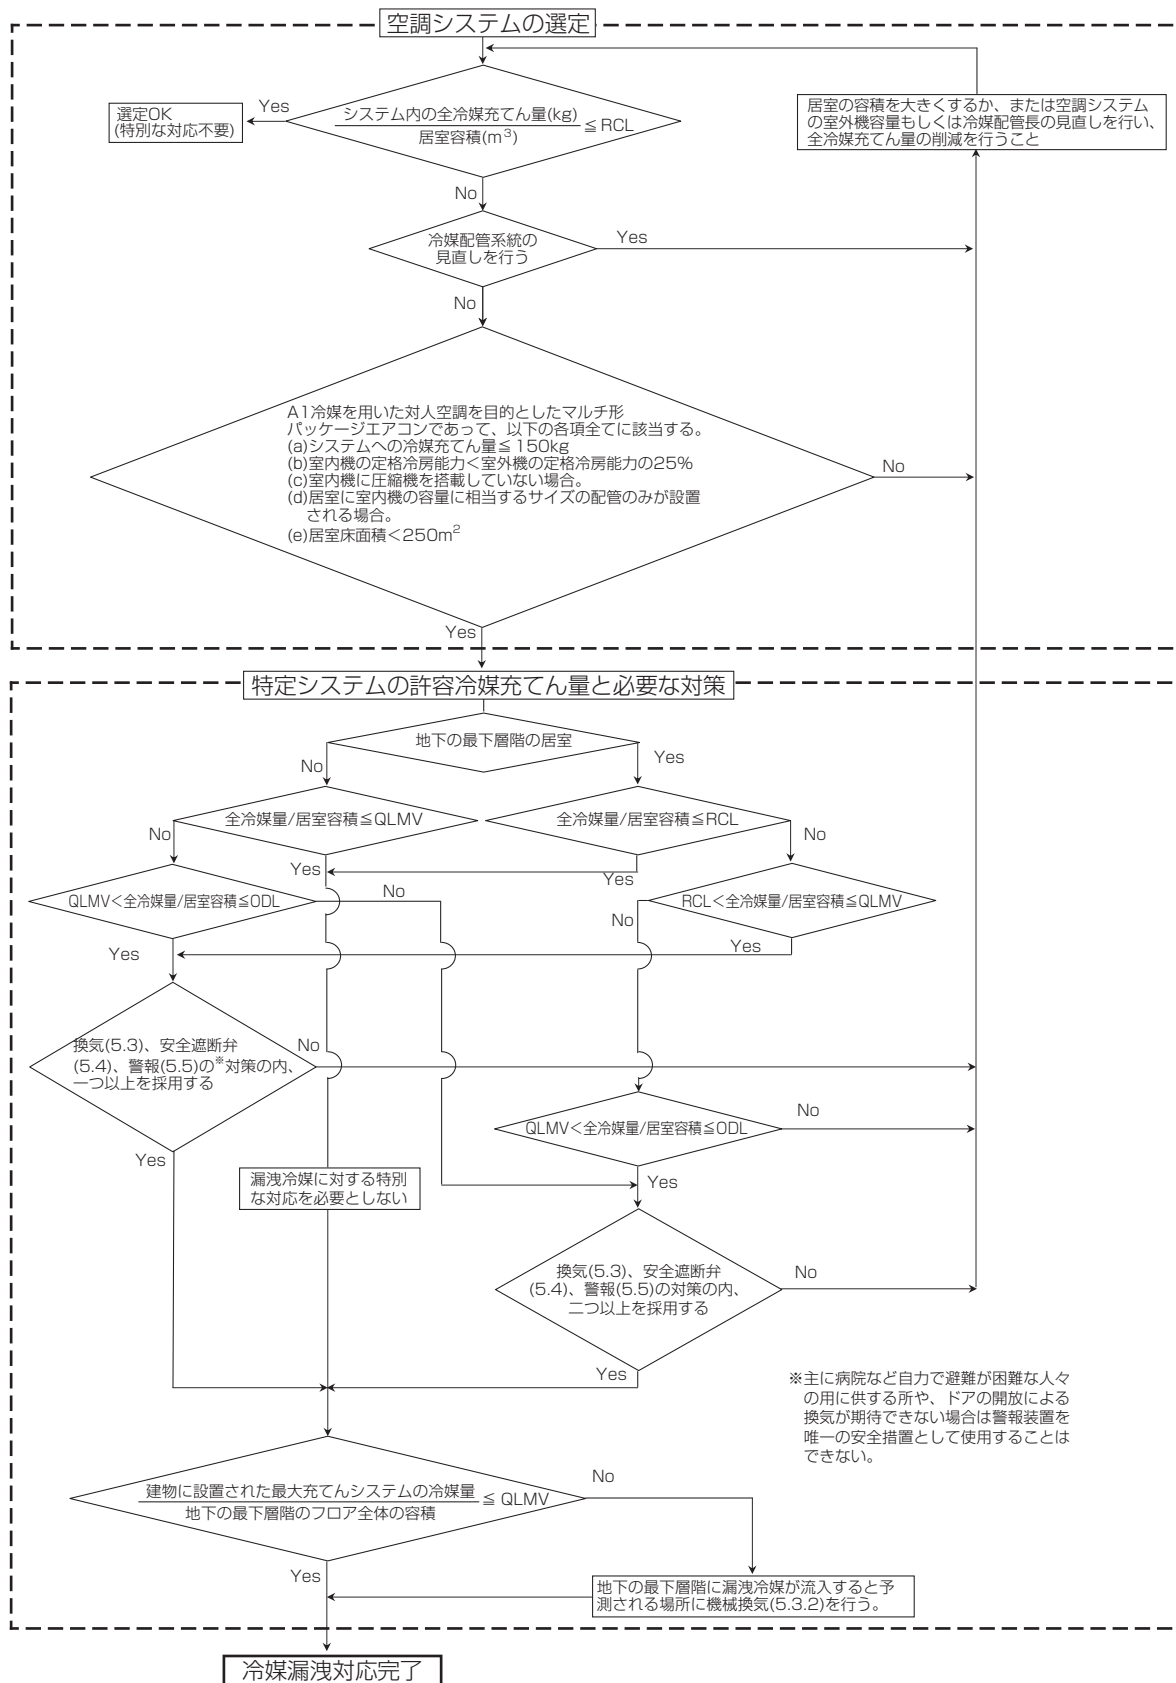 空調システムの選定
システム内の全冷媒充てん量(kg)
居室容積(m³)
≦RCL
Yes
選定OK
(特別な対応不要)
居室の容積を大きくするか、または空調システム
の室外機容量もしくは冷媒配管長の見直しを行い、
全冷媒充てん量の削減を行うこと
No
冷媒配管系統の
見直しを行う
Yes
No
A1冷媒を用いた対人空調を目的としたマルチ形
パッケージエアコンであって、以下の各項全てに該当する。
(a)システムへの冷媒充てん量≦150kg
(b)室内機の定格冷房能力<室外機の定格冷房能力の25%
(c)室内機に圧縮機を搭載していない場合。
(d)居室に室内機の容量に相当するサイズの配管のみが設置
される場合。
(e)居室床面積<250m²
No
Yes
特定システムの許容冷媒充てん量と必要な対策
地下の最下層階の居室
No
Yes
全冷媒量/居室容積≦QLMV
全冷媒量/居室容積≦RCL
No
Yes
Yes
No
QLMV<全冷媒量/居室容積≦ODL
No
RCL<全冷媒量/居室容積≦QLMV
No
Yes
Yes
換気(5.3)、安全遮断弁
(5.4)、警報(5.5)の※対策の内、
一つ以上を採用する
No
Yes
QLMV<全冷媒量/居室容積≦ODL
No
Yes
漏洩冷媒に対する特別
な対応を必要としない
換気(5.3)、安全遮断弁
(5.4)、警報(5.5)の対策の内、
二つ以上を採用する
No
Yes
※主に病院など自力で避難が困難な人々
の用に供する所や、ドアの開放による
換気が期待できない場合は警報装置を
唯一の安全措置として使用することは
できない。
建物に設置された最大充てんシステムの冷媒量
地下の最下層階のフロア全体の容積
≦ QLMV
No
Yes
地下の最下層階に漏洩冷媒が流入すると予
測される場所に機械換気(5.3.2)を行う。
冷媒漏洩対応完了